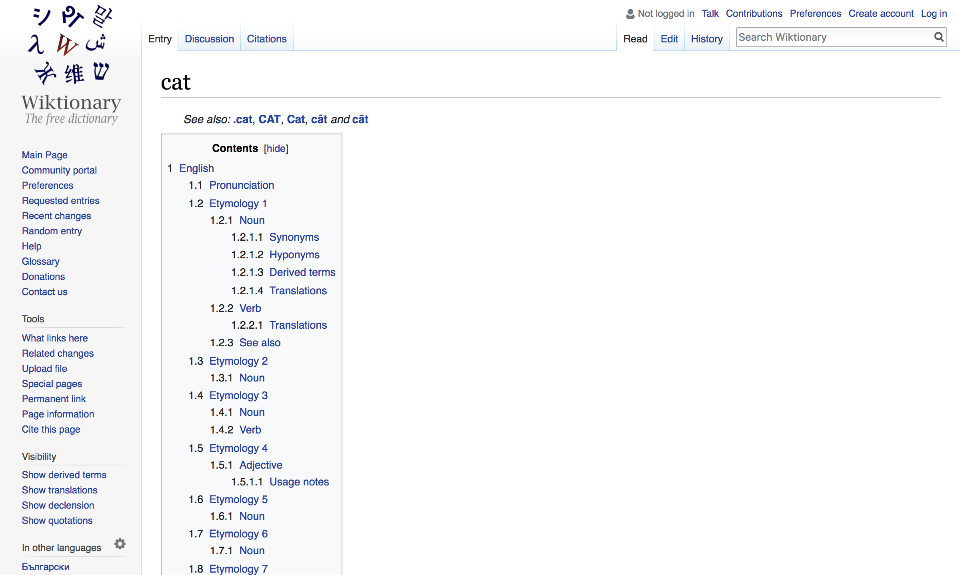 シ Բ 말
λ W ش
维 ש
Wiktionary
The free dictionary
Not logged in Talk Contributions Preferences Create account Log in
Entry Discussion Citations Read Edit History Search Wiktionary
cat
See also: .cat, CAT, Cat, cât and cãt
Contents [hide]
1 English
1.1 Pronunciation
1.2 Etymology 1
1.2.1 Noun
1.2.1.1 Synonyms
1.2.1.2 Hyponyms
1.2.1.3 Derived terms
1.2.1.4 Translations
1.2.2 Verb
1.2.2.1 Translations
1.2.3 See also
1.3 Etymology 2
1.3.1 Noun
1.4 Etymology 3
1.4.1 Noun
1.4.2 Verb
1.5 Etymology 4
1.5.1 Adjective
1.5.1.1 Usage notes
1.6 Etymology 5
1.6.1 Noun
1.7 Etymology 6
1.7.1 Noun
1.8 Etymology 7
Main Page
Community portal
Preferences
Requested entries
Recent changes
Random entry
Help
Glossary
Donations
Contact us
Tools
What links here
Related changes
Upload file
Special pages
Permanent link
Page information
Cite this page
Visibility
Show derived terms
Show translations
Show declension
Show quotations
In other languages
Български